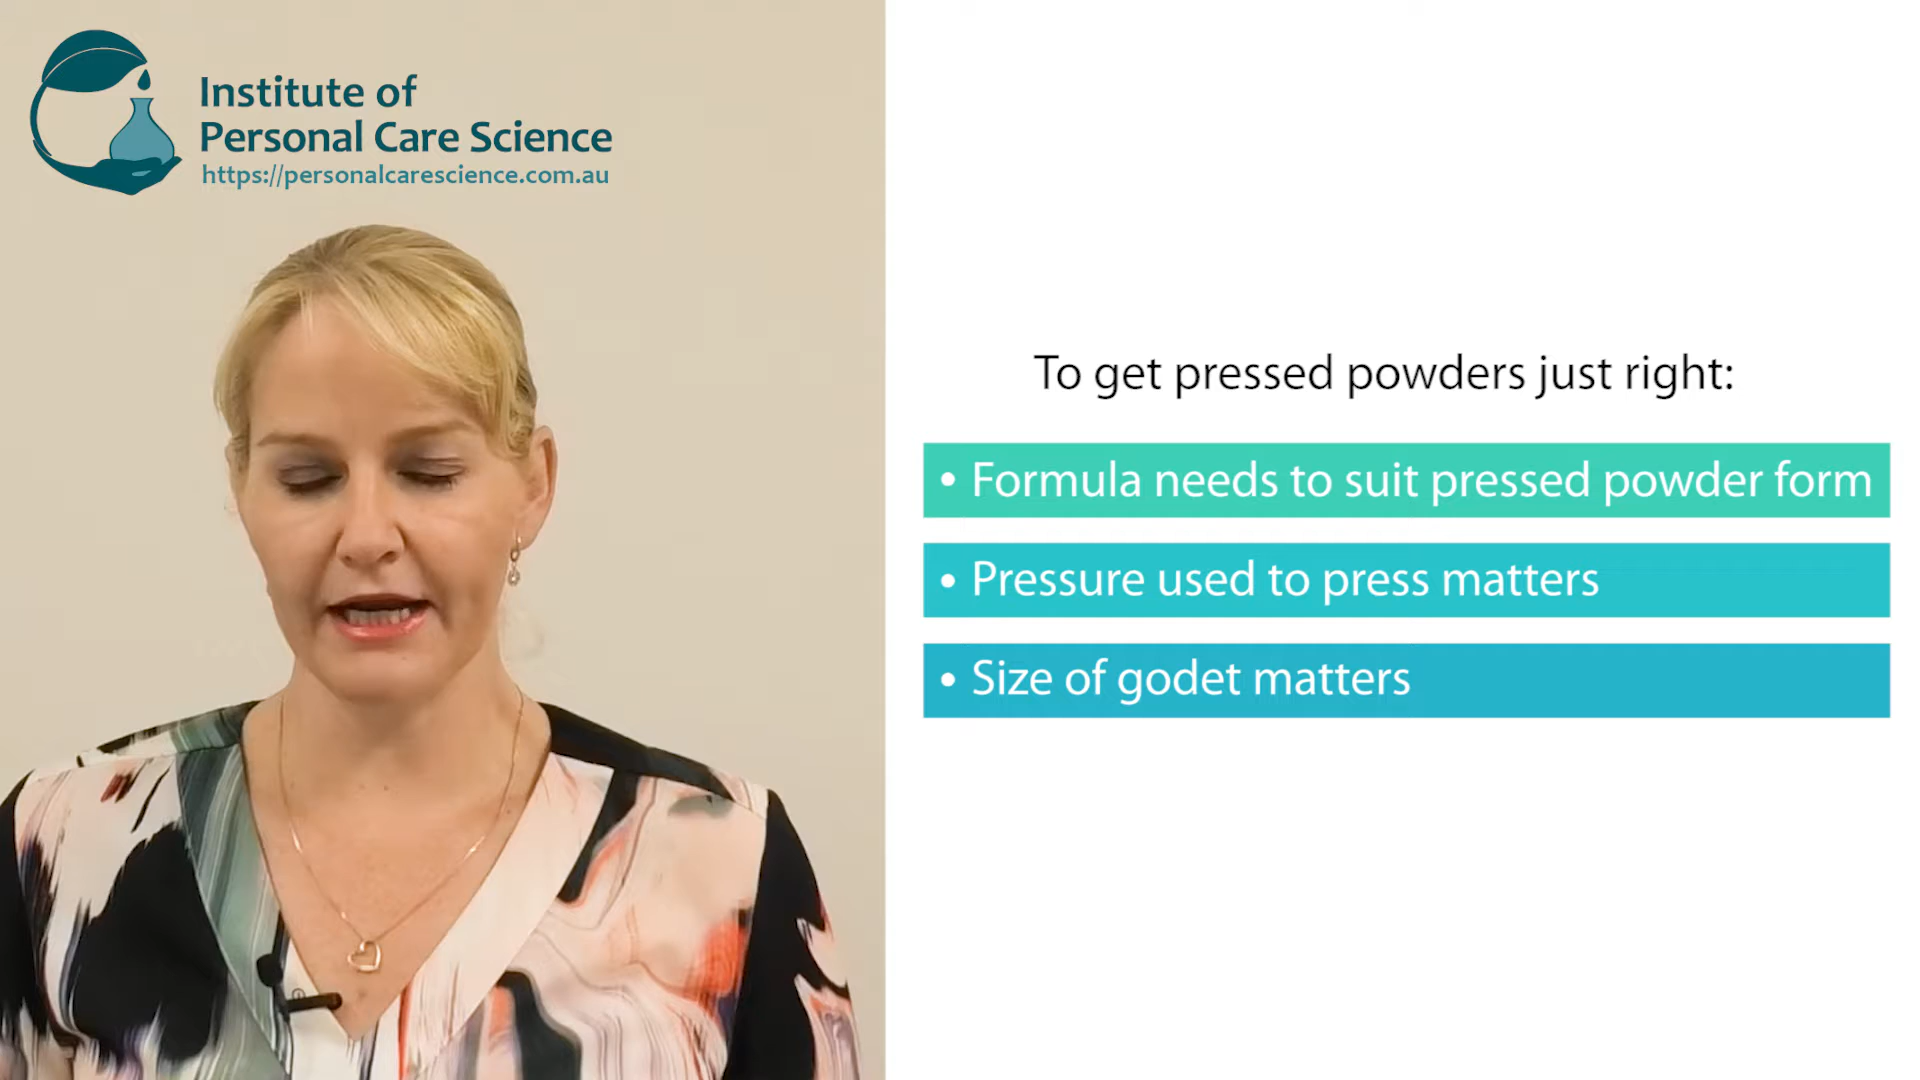 Institute of
Personal Care Science
https://personalcarescience.com.au
To get pressed powders just right:
• Formula needs to suit pressed powder form
• Pressure used to press matters
• Size of godet matters